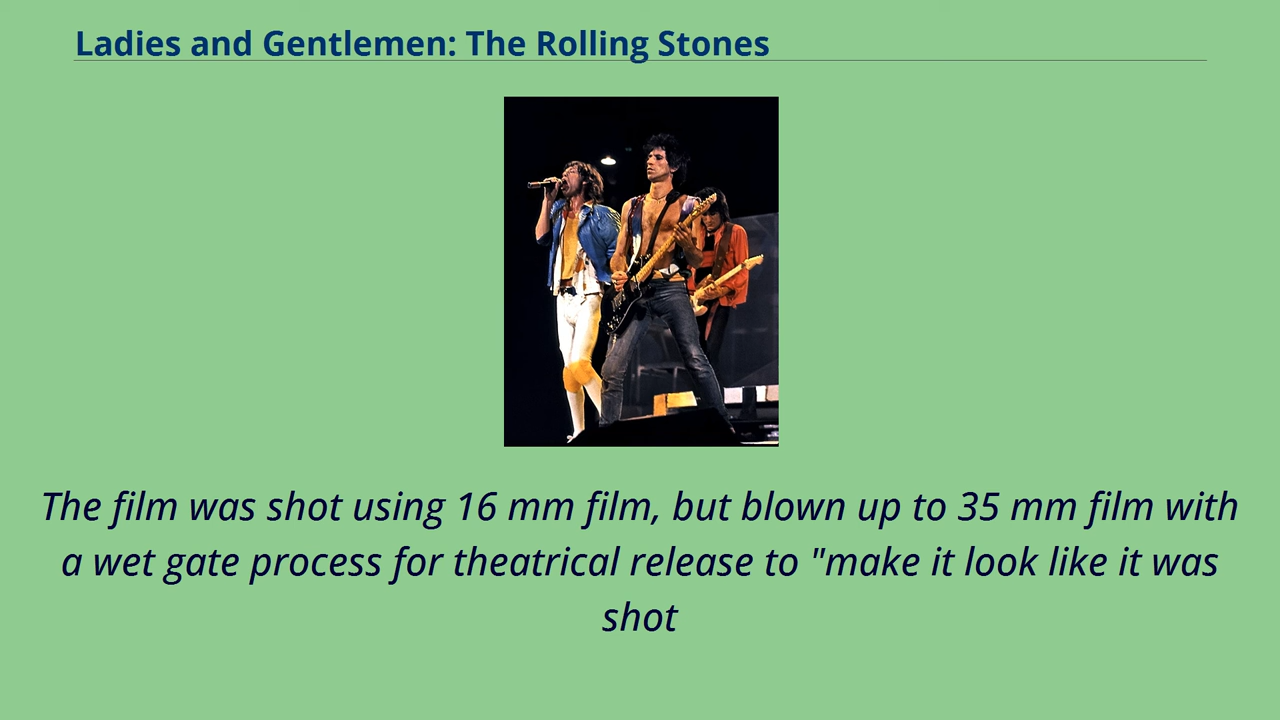 Ladies and Gentlemen: The Rolling Stones
The film was shot using 16 mm film, but blown up to 35 mm film with
a wet gate process for theatrical release to "make it look like it was
shot